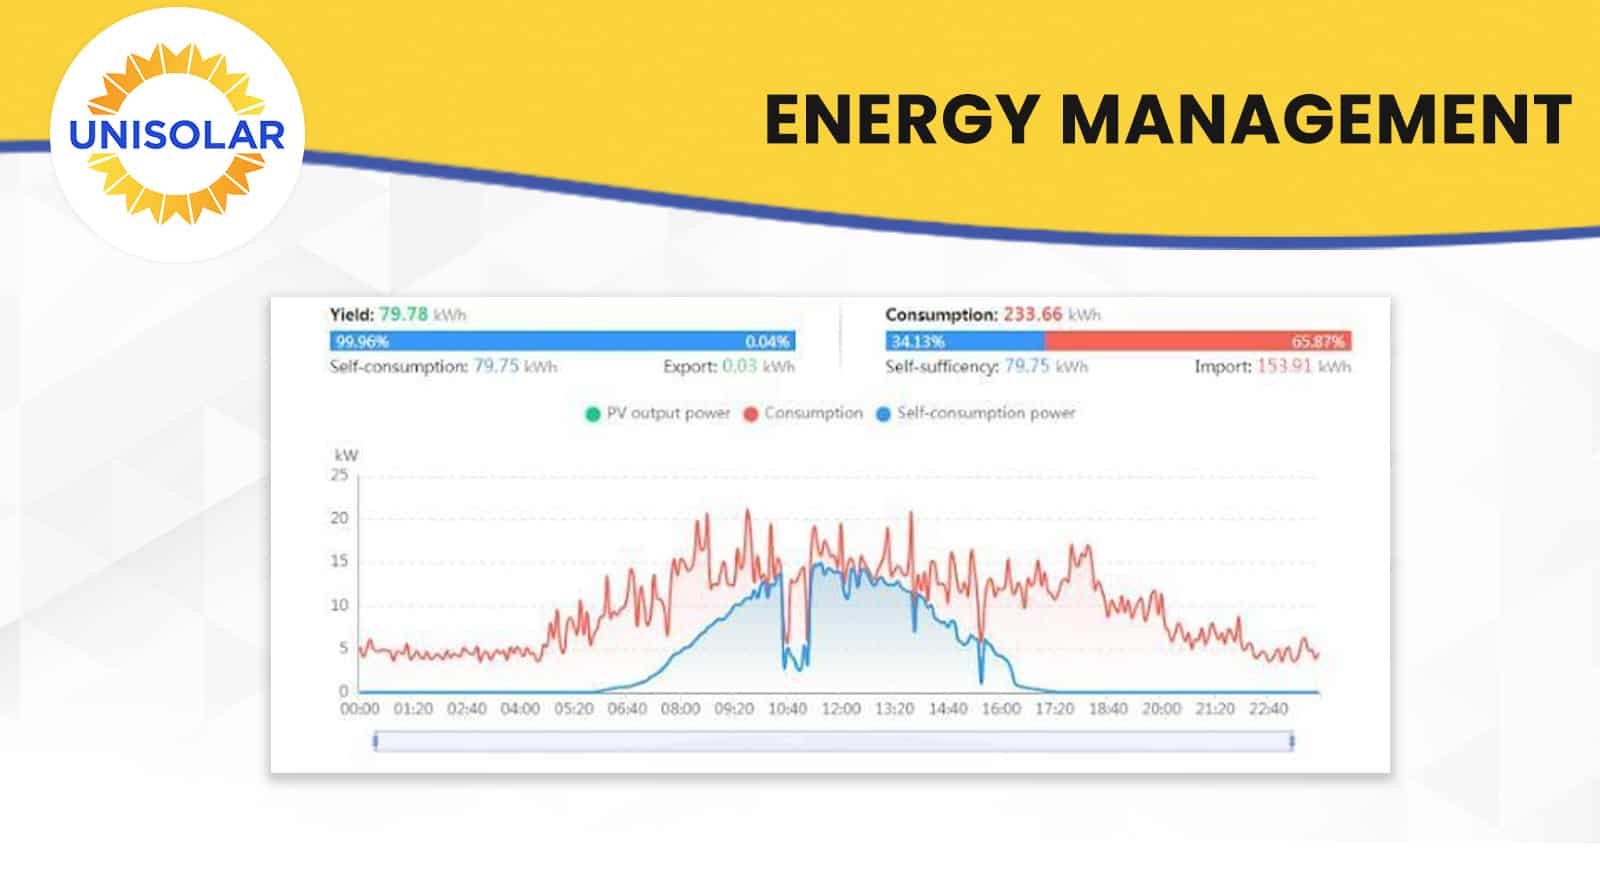 UNISOLAR
ENERGY MANAGEMENT
Yield: 79.78 kWh
99.96% 0.04%
Self-consumption: 79.75 kWh Export: 0.03 kWh
Consumption: 233.66 kWh
34.13% 65.87%
Self-sufficency: 79.75 kWh Import: 153.91 kWh
PV output power Consumption Self-consumption power
kW
25
20
15
10
5
0
00:00 01:20 02:40 04:00 05:20 06:40 08:00 09:20 10:40 12:00 13:20 14:40 16:00 17:20 18:40 20:00 21:20 22:40